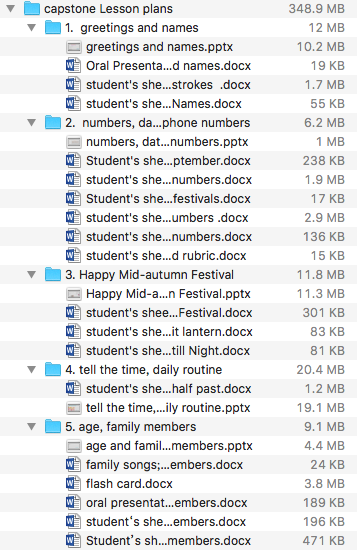 capstone Lesson plans 348.9 MB
1. greetings and names 12 MB
greetings and names.pptx 10.2 MB
Oral Presenta...d names.docx 19 KB
student's she...strokes .docx 1.7 MB
student's she...Names.docx 55 KB
2. numbers, da...phone numbers 6.2 MB
numbers, dat...numbers.pptx 1 MB
Student's she...ptember.docx 238 KB
student's she...numbers.docx 1.9 MB
Student's she...festivals.docx 17 KB
student's she...umbers .docx 2.9 MB
student's she...numbers.docx 136 KB
student's she...d rubric.docx 15 KB
3. Happy Mid-autumn Festival 11.8 MB
Happy Mid-a...n Festival.pptx 11.3 MB
student's shee...Festival.docx 301 KB
student's she...it lantern.docx 83 KB
student's she...till Night.docx 81 KB
4. tell the time, daily routine 20.4 MB
student's she...half past.docx 1.2 MB
tell the time,...ily routine.pptx 19.1 MB
5. age, family members 9.1 MB
age and famil...members.pptx 4.4 MB
family songs;...embers.docx 24 KB
flash card.docx 3.8 MB
oral presentat...embers.docx 189 KB
student’s she...embers.docx 196 KB
Student’s sh...members.docx 471 KB